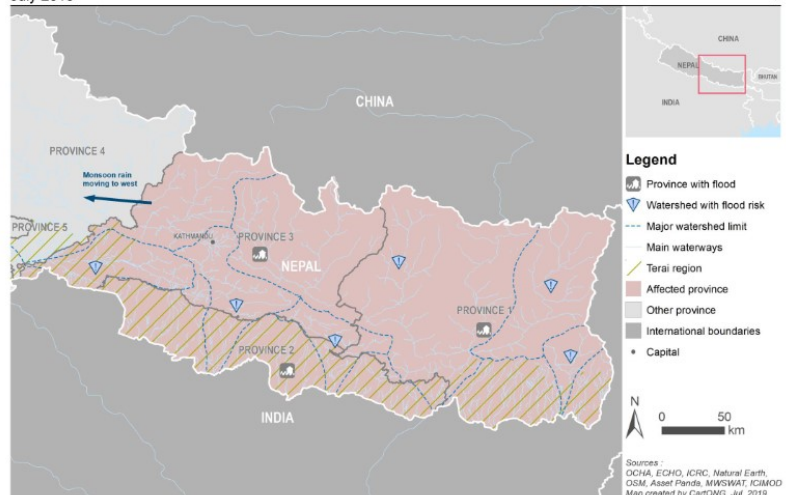 July 2019
CHINA
PROVINCE 4
Monsoon rain
moving to west
PROVINCE 5
KATHMANDU
PROVINCE 3
NEPAL
PROVINCE 1
PROVINCE 2
INDIA
CHINA
NEPAL
BHUTAN
INDIA
Legend
Province with flood
Watershed with flood risk
Major watershed limit
Main waterways
Terai region
Affected province
Other province
International boundaries
Capital
N
0 50
km
Sources :
OCHA, ECHO, ICRC, Natural Earth,
OSM, Asset Panda, MWSWAT, ICIMOD
Map created by CartONG, Jul, 2019